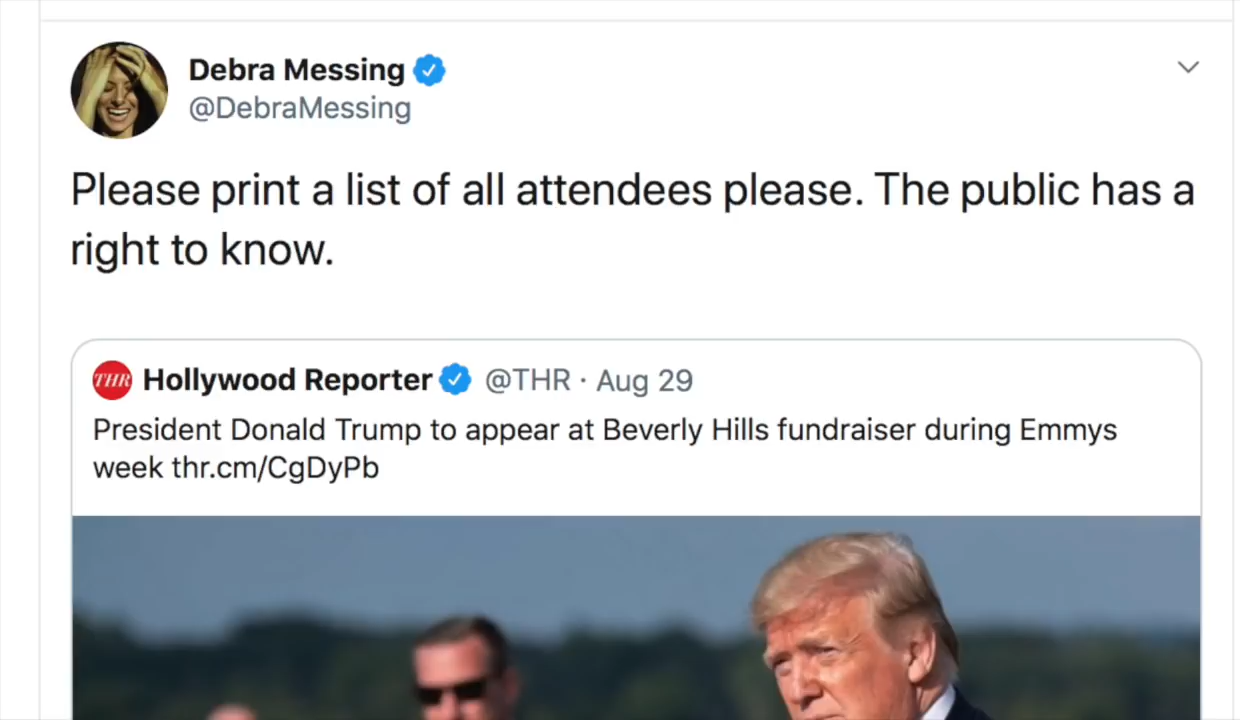 Debra Messing
@DebraMessing
Please print a list of all attendees please. The public has a
right to know.
THR Hollywood Reporter @THR · Aug 29
President Donald Trump to appear at Beverly Hills fundraiser during Emmys
week thr.cm/CgDyPb